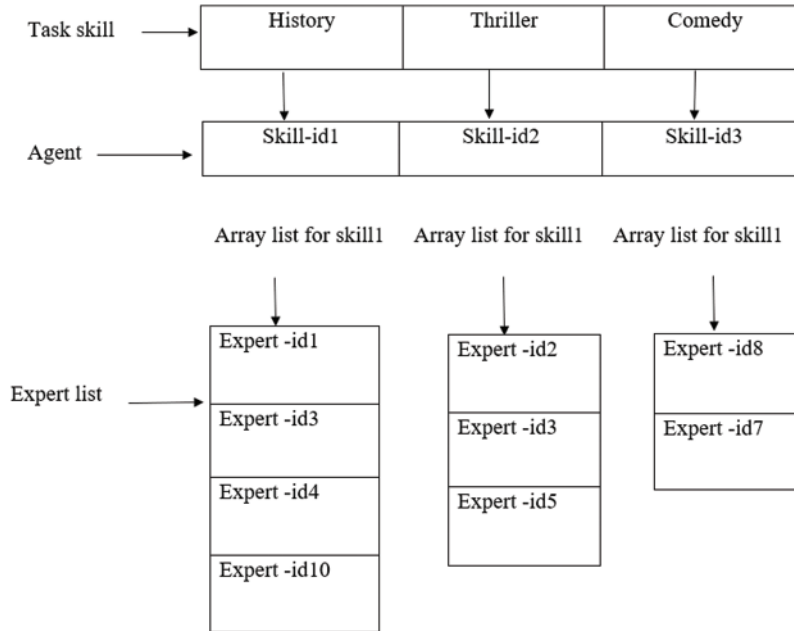 Task skill
History
Thriller
Comedy
Agent
Skill-id1
Skill-id2
Skill-id3
Array list for skill1
Array list for skill1
Array list for skill1
Expert list
Expert -id1
Expert -id3
Expert -id4
Expert -id10
Expert -id2
Expert -id3
Expert -id5
Expert -id8
Expert -id7